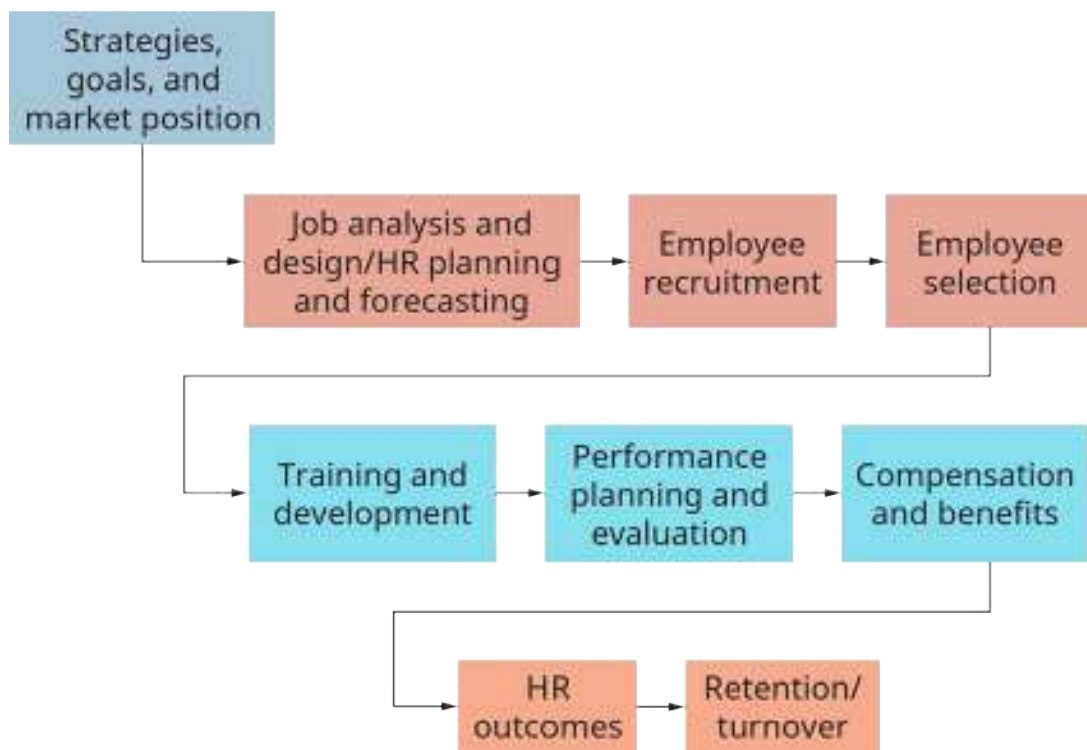 Strategies,
goals, and
market position
Job analysis and
design/HR planning
and forecasting
Employee
recruitment
Employee
selection
Training and
development
Performance
planning and
evaluation
Compensation
and benefits
HR
outcomes
Retention/
turnover